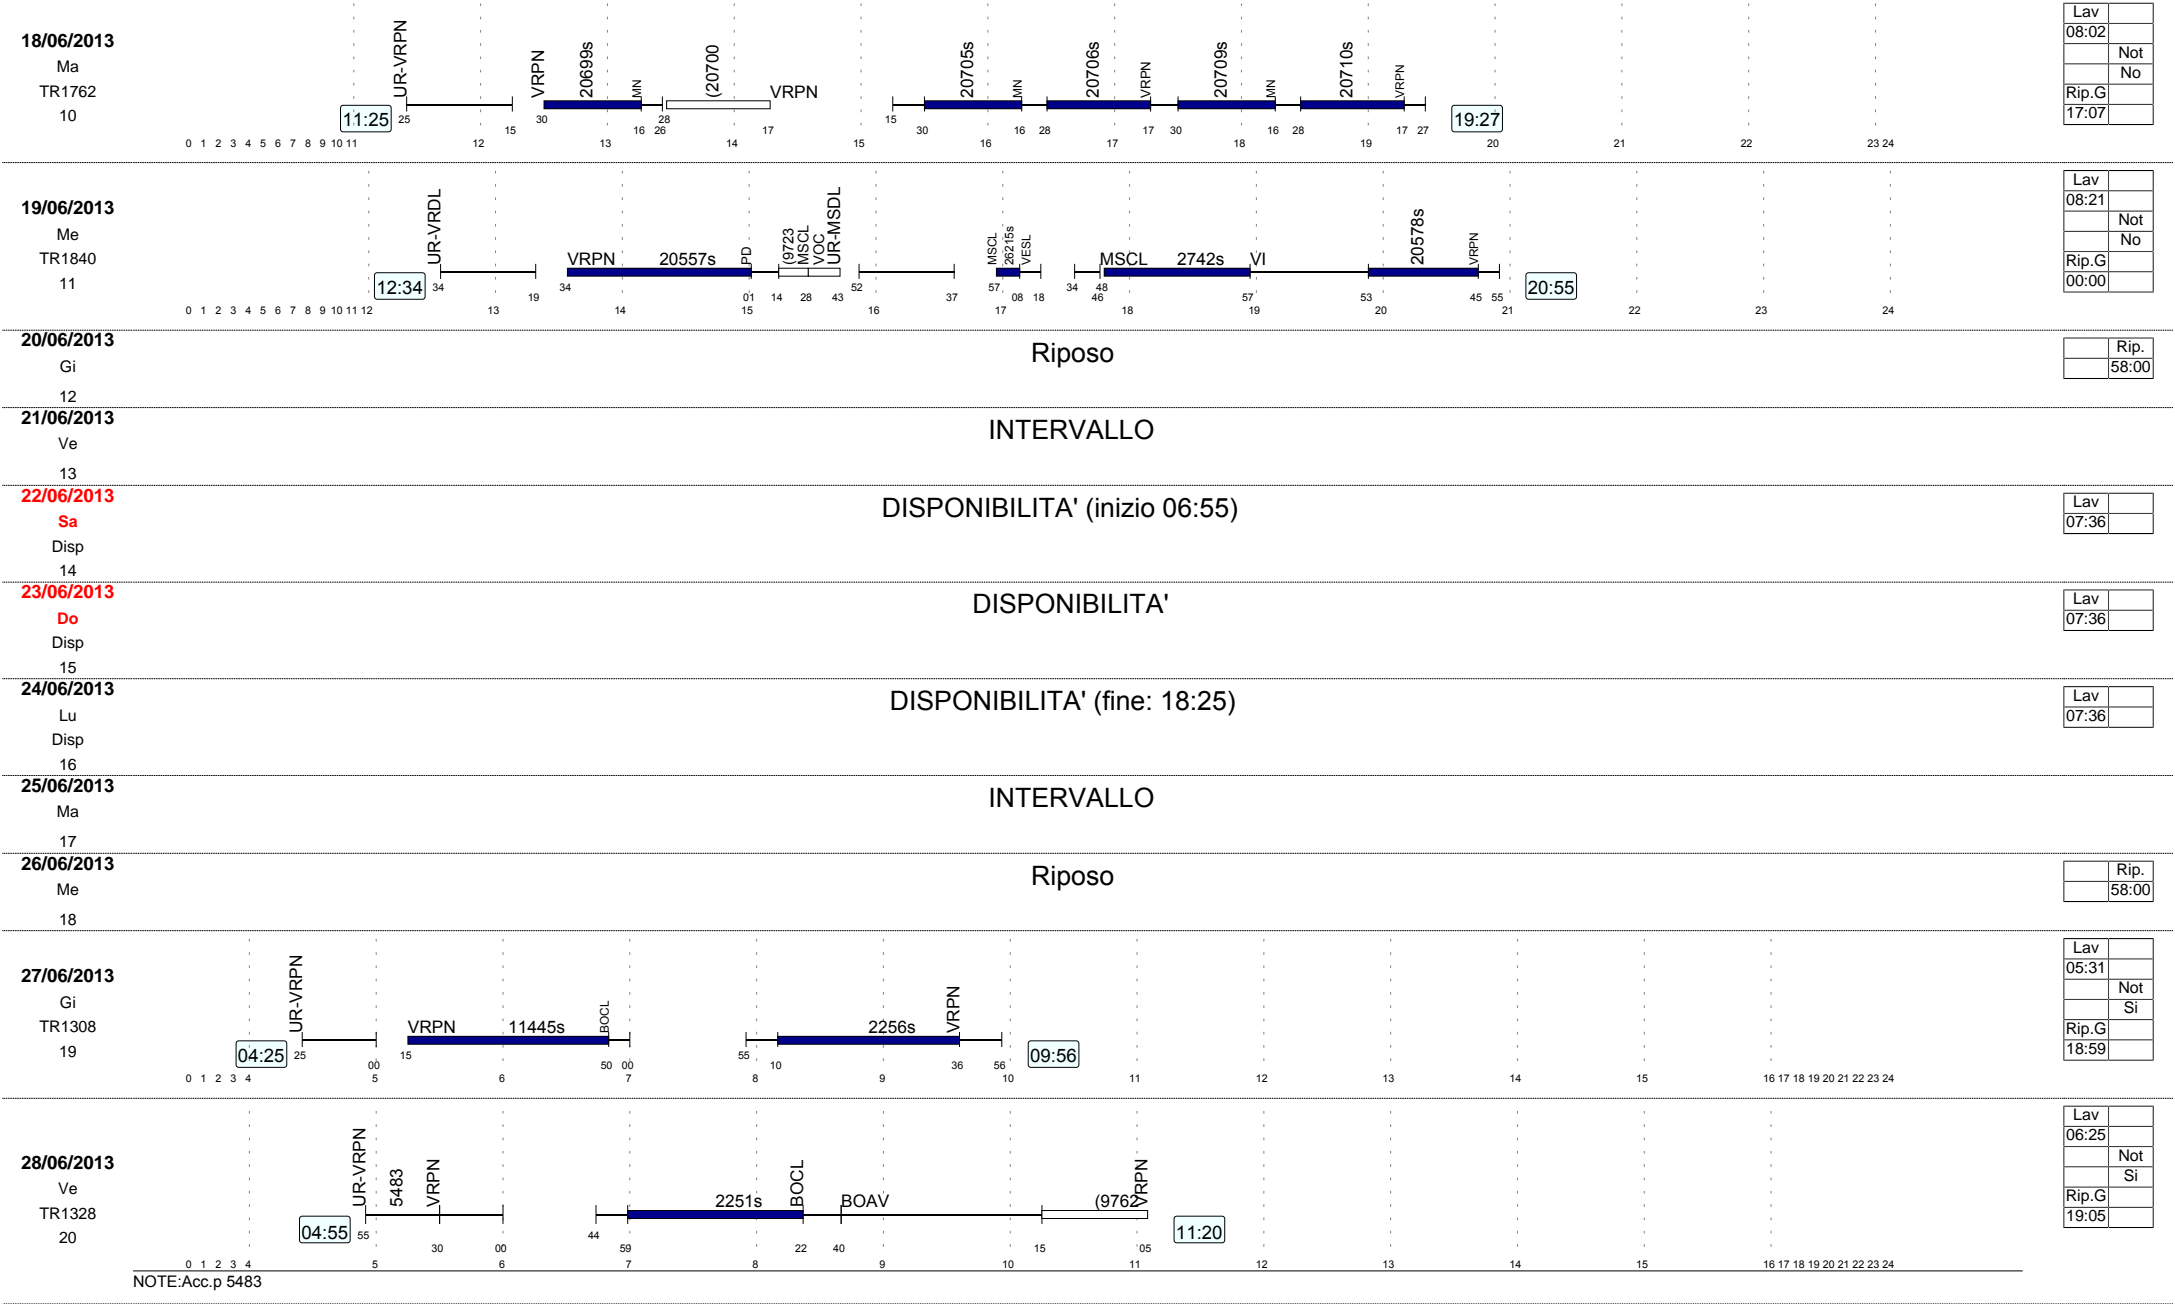 18/06/2013
Ma
TR1762
10
11:25
UR-VRPN
VRPN
20699s
MN
(20700
VRPN
20705s
MN
20706s
VRPN
20709s
MN
20710s
VRPN
19:27
25 15 30 16 26 28 17 15 30 16 28 17 30 16 28 17 27
0 1 2 3 4 5 6 7 8 9 10 11 12 13 14 15 16 17 18 19 20 21 22 23 24
Lav
08:02
Not
No
Rip.G
17:07
19/06/2013
Me
TR1840
11
12:34
UR-VRDL
VRPN 20557s
PD
(9723
MSCL
VOC
UR-MSDL
MSCL
26215s
VESL
MSCL 2742s VI
20578s
VRPN
20:55
34 19 34 01 14 28 43 52 37 57 08 18 34 46 48 57 53 45 55
0 1 2 3 4 5 6 7 8 9 10 11 12 13 14 15 16 17 18 19 20 21 22 23 24
Lav
08:21
Not
No
Rip.G
00:00
20/06/2013
Gi
12
Riposo
Rip.
58:00
21/06/2013
Ve
13
INTERVALLO
22/06/2013
Sa
Disp
14
DISPONIBILITA' (inizio 06:55)
Lav
07:36
23/06/2013
Do
Disp
15
DISPONIBILITA'
Lav
07:36
24/06/2013
Lu
Disp
16
DISPONIBILITA' (fine: 18:25)
Lav
07:36
25/06/2013
Ma
17
INTERVALLO
26/06/2013
Me
18
Riposo
Rip.
58:00
27/06/2013
Gi
TR1308
19
04:25
UR-VRPN
VRPN 11445s
BOCL
2256s
VRPN
09:56
25 00 15 50 00 55 10 36 56
0 1 2 3 4 5 6 7 8 9 10 11 12 13 14 15 16 17 18 19 20 21 22 23 24
Lav
05:31
Not
Si
Rip.G
18:59
28/06/2013
Ve
TR1328
20
04:55
UR-VRPN
5483
VRPN
2251s
BOCL
BOAV
(9762
VRPN
11:20
55 30 00 44 59 22 40 15 05
0 1 2 3 4 5 6 7 8 9 10 11 12 13 14 15 16 17 18 19 20 21 22 23 24
Lav
06:25
Not
Si
Rip.G
19:05
NOTE:Acc.p 5483